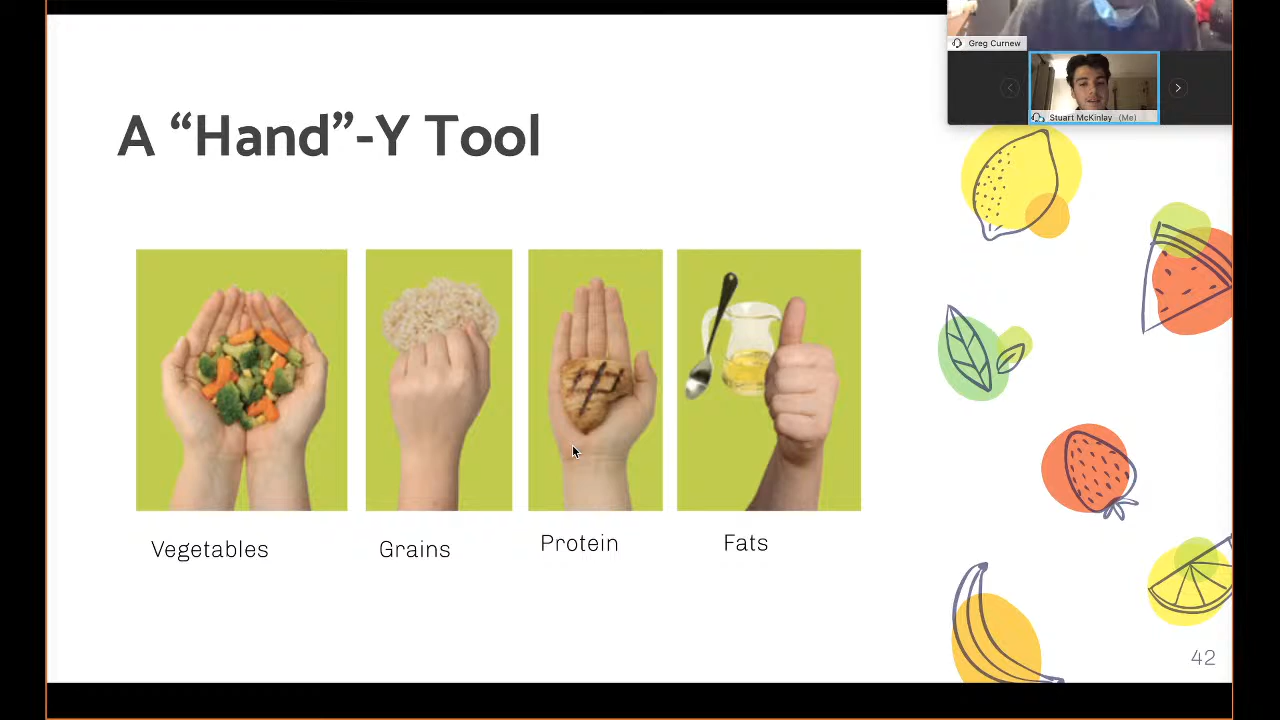 Greg Curnew
Stuart McKinlay (Me)
A “Hand”-Y Tool
Vegetables
Grains
Protein
Fats
42